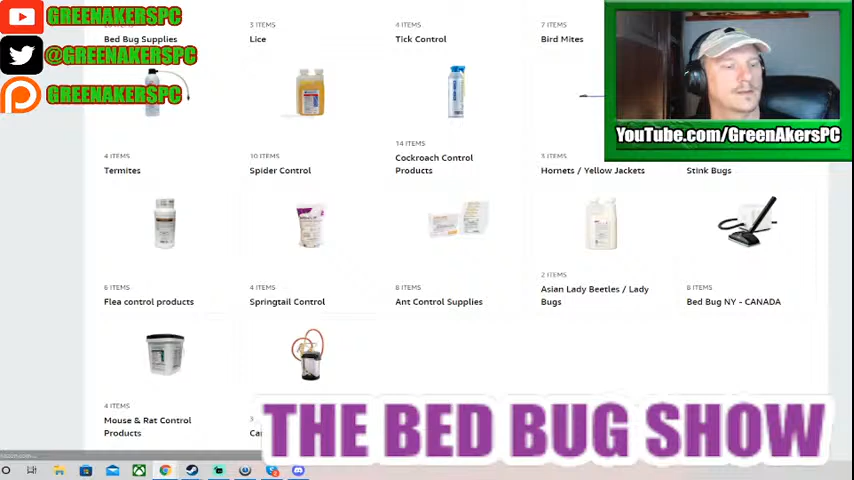 GREENAKERSPC
@GREENAKERSPC
GREENAKERSPC
Bed Bug Supplies
3 ITEMS
Lice
4 ITEMS
Tick Control
7 ITEMS
Bird Mites
YouTube.com/GreenAkersPC
4 ITEMS
Termites
10 ITEMS
Spider Control
14 ITEMS
Cockroach Control
Products
3 ITEMS
Hornets / Yellow Jackets
Stink Bugs
6 ITEMS
Flea control products
4 ITEMS
Springtail Control
8 ITEMS
Ant Control Supplies
2 ITEMS
Asian Lady Beetles / Lady
Bugs
8 ITEMS
Bed Bug NY - CANADA
4 ITEMS
Mouse & Rat Control
Products
THE BED BUG SHOW